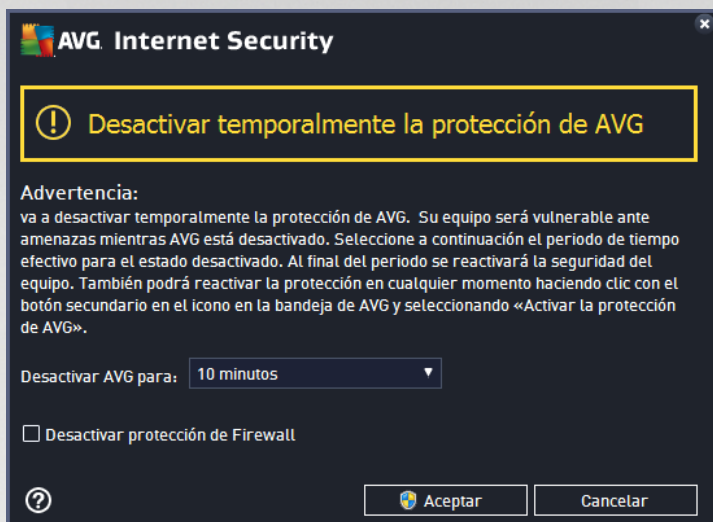 AVG. Internet Security
Desactivar temporalmente la protección de AVG
Advertencia:
va a desactivar temporalmente la protección de AVG. Su equipo será vulnerable ante
amenazas mientras AVG está desactivado. Seleccione a continuación el periodo de tiempo
efectivo para el estado desactivado. Al final del periodo se reactivará la seguridad del
equipo. También podrá reactivar la protección en cualquier momento haciendo clic con el
botón secundario en el icono en la bandeja de AVG y seleccionando «Activar la protección
de AVG».
Desactivar AVG para: 10 minutos
Desactivar protección de Firewall
Aceptar Cancelar